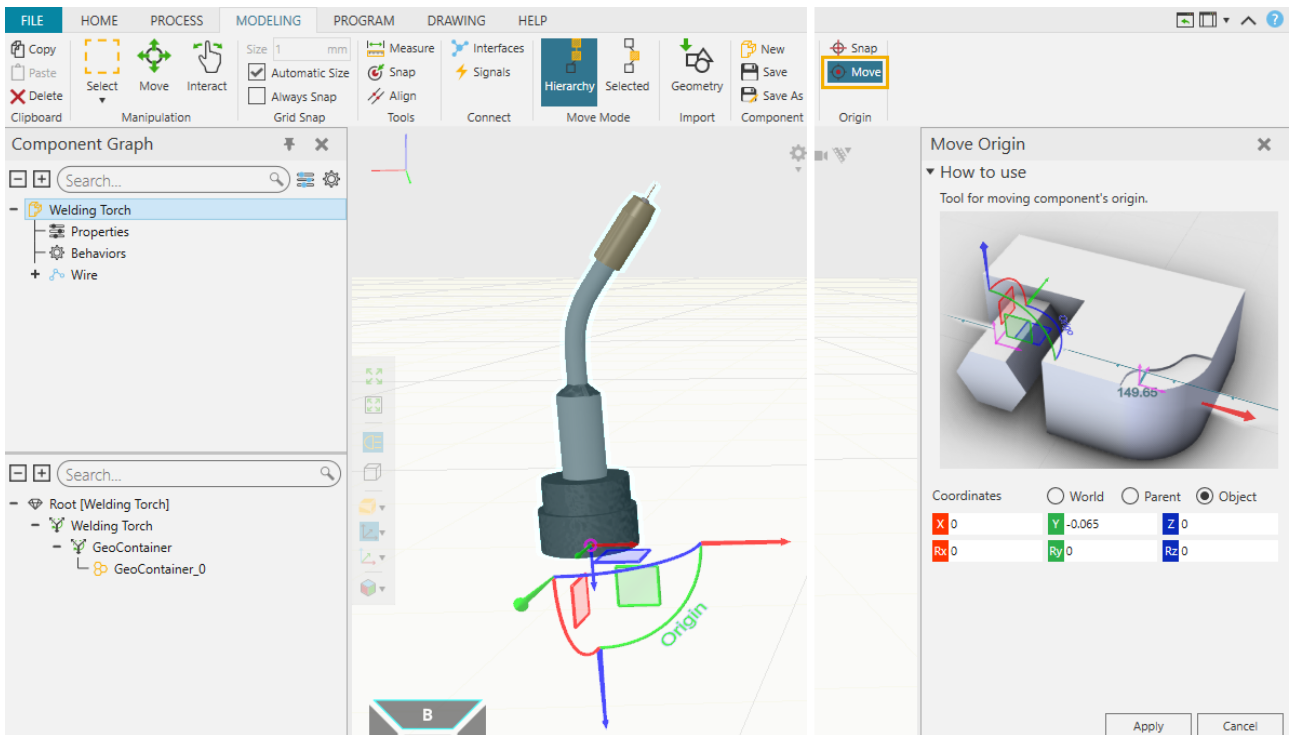 FILE HOME PROCESS MODELING PROGRAM DRAWING HELP
Copy
Paste
Delete
Clipboard
Select Move Interact
Manipulation
Size 1 mm
Automatic Size
Always Snap
Grid Snap
Measure
Snap
Align
Tools
Interfaces
Signals
Connect
Hierarchy Selected
Move Mode
Geometry
Import
New
Save
Save As
Component
Snap
Move
Origin
Component Graph
Search...
Welding Torch
Properties
Behaviors
Wire
Search...
Root [Welding Torch]
Welding Torch
GeoContainer
GeoContainer_0
Origin
B
Move Origin
How to use
Tool for moving component's origin.
149.65
Coordinates World Parent Object
X 0 Y -0.065 Z 0
Rx 0 Ry 0 Rz 0
Apply Cancel